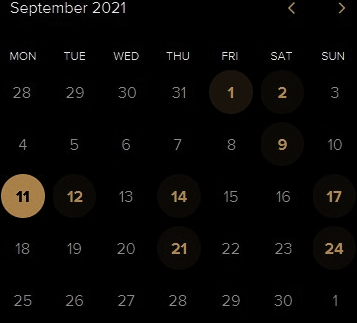 September 2021
MON TUE WED THU FRI SAT SUN
28 29 30 31 1 2 3
4 5 6 7 8 9 10
11 12 13 14 15 16 17
18 19 20 21 22 23 24
25 26 27 28 29 30 1